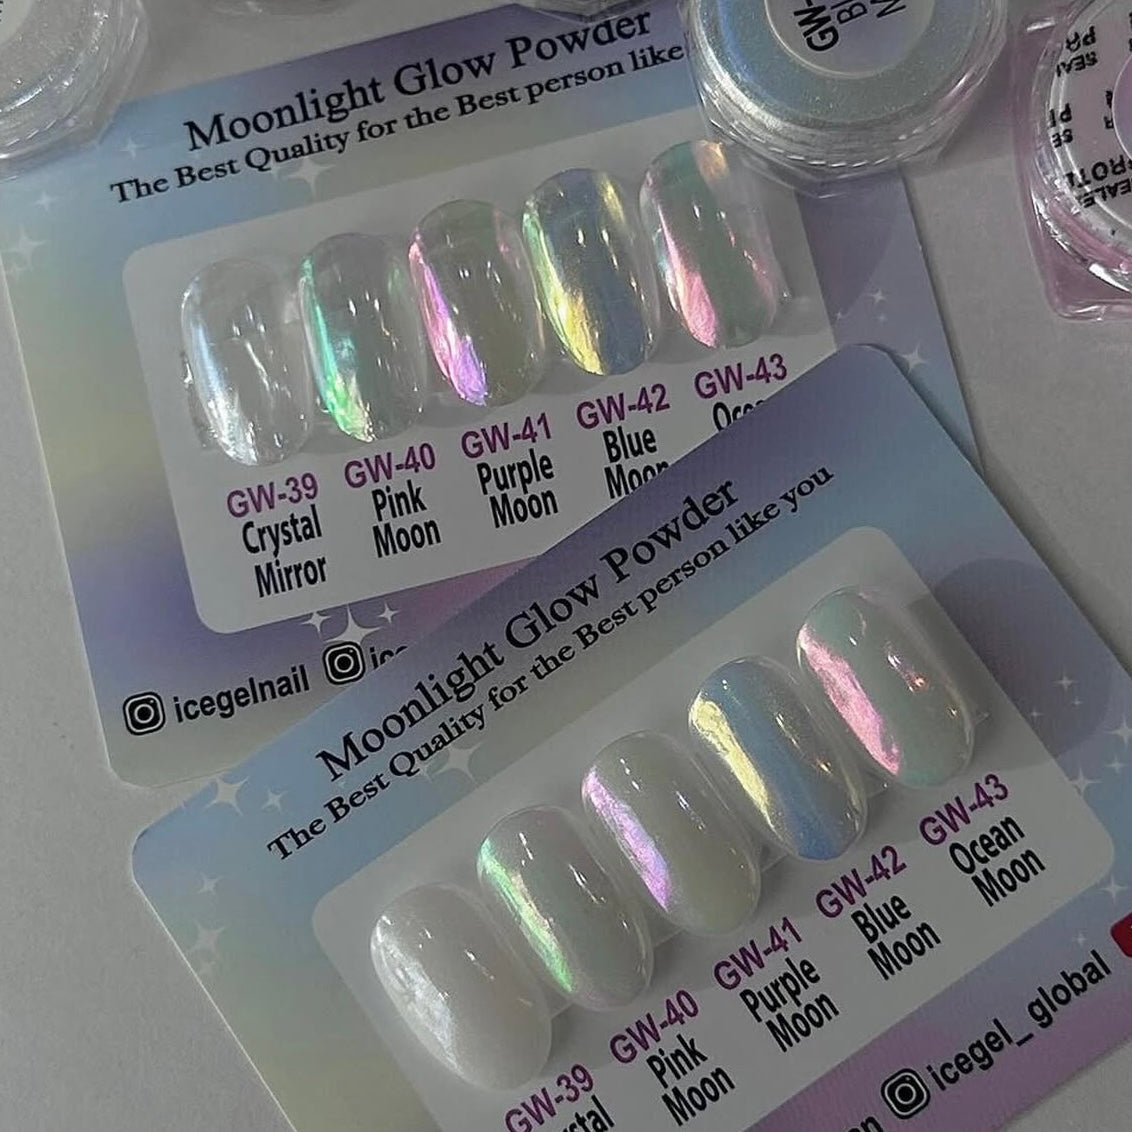 Moonlight Glow Powder
The Best Quality for the Best person like
GW-39
Crystal
Mirror
GW-40
Pink
Moon
GW-41
Purple
Moon
GW-42
Blue
Moon
GW-43
icegelnail
Moonlight Glow Powder
The Best Quality for the Best person like you
GW-39
GW-40
Pink
Moon
GW-41
Purple
Moon
GW-42
Blue
Moon
GW-43
Ocean
Moon
icegel_global
GW-